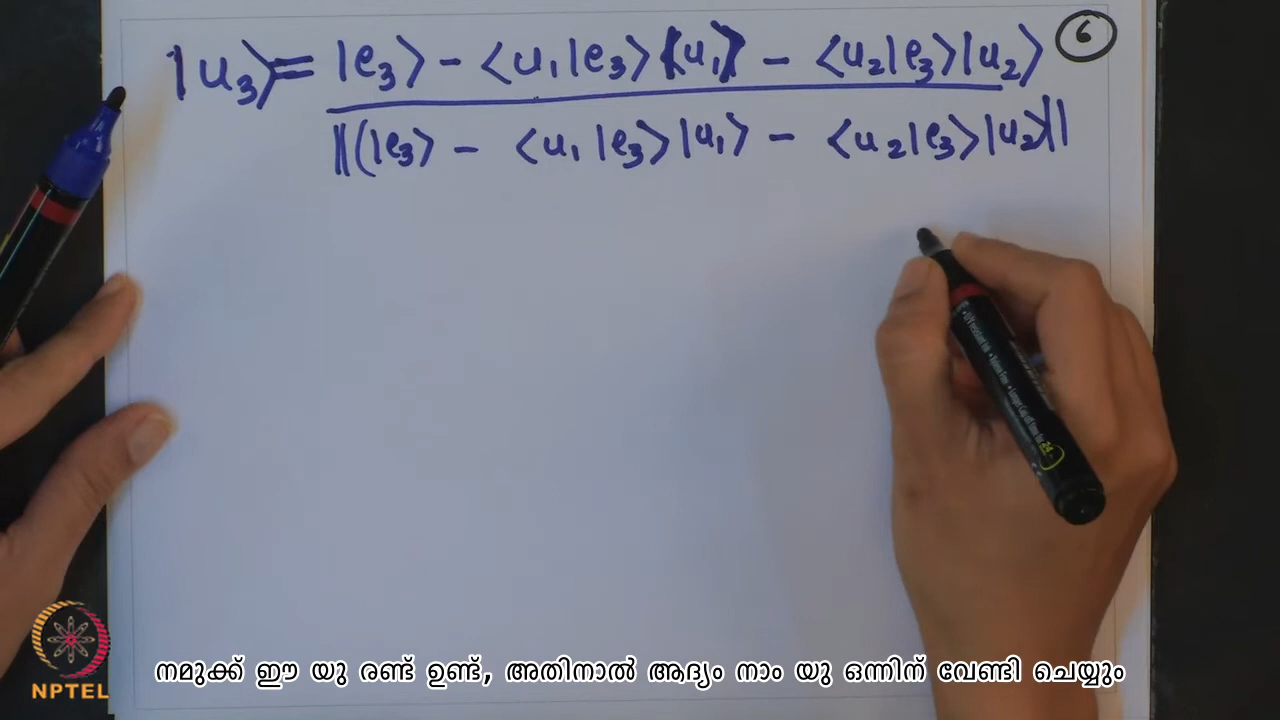 |u₃⟩ = |e₃⟩ - ⟨u₁|e₃⟩|u₁⟩ - ⟨u₂|e₃⟩|u₂⟩
6
||(|e₃⟩ - ⟨u₁|e₃⟩|u₁⟩ - ⟨u₂|e₃⟩|u₂⟩||
24
NPTEL
നമുക്ക് ഈ യു രണ്ട് ഉണ്ട്, അതിനാൽ ആദ്യം നാം യു ഒന്നിന് വേണ്ടി ചെയ്യും